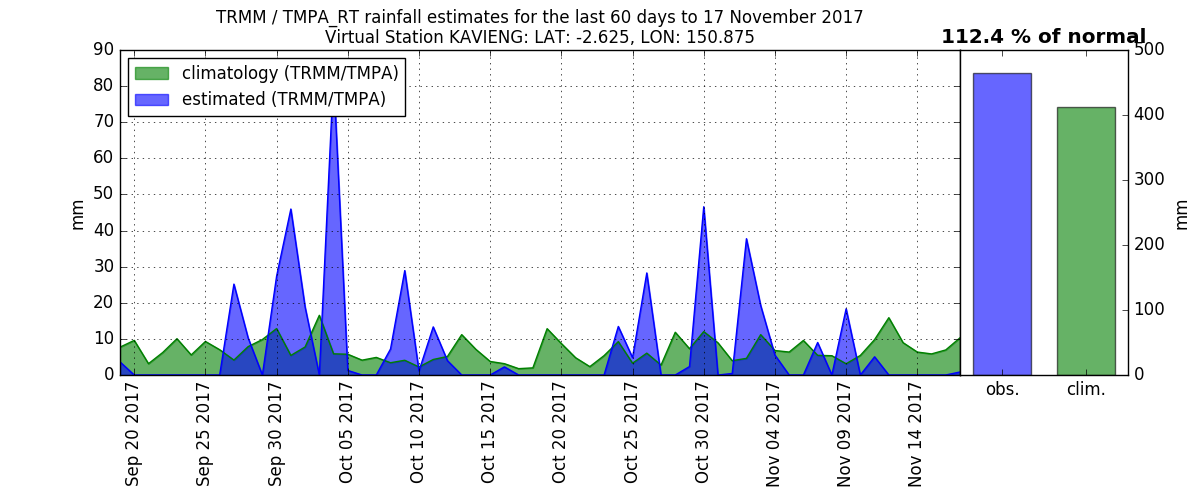 TRMM / TMPA_RT rainfall estimates for the last 60 days to 17 November 2017
Virtual Station KAVIENG: LAT: -2.625, LON: 150.875
112.4 % of normal
climatology (TRMM/TMPA)
estimated (TRMM/TMPA)
90
80
70
60
50
40
30
20
10
0
mm
Sep 20 2017
Sep 25 2017
Sep 30 2017
Oct 05 2017
Oct 10 2017
Oct 15 2017
Oct 20 2017
Oct 25 2017
Oct 30 2017
Nov 04 2017
Nov 09 2017
Nov 14 2017
500
400
300
200
100
0
mm
obs.
clim.